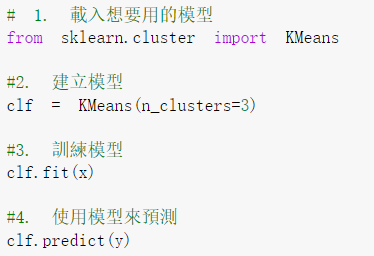 # 1. 載入想要用的模型
from sklearn.cluster import KMeans
#2. 建立模型
clf = KMeans(n_clusters=3)
#3. 訓練模型
clf.fit(x)
#4. 使用模型來預測
clf.predict(y)